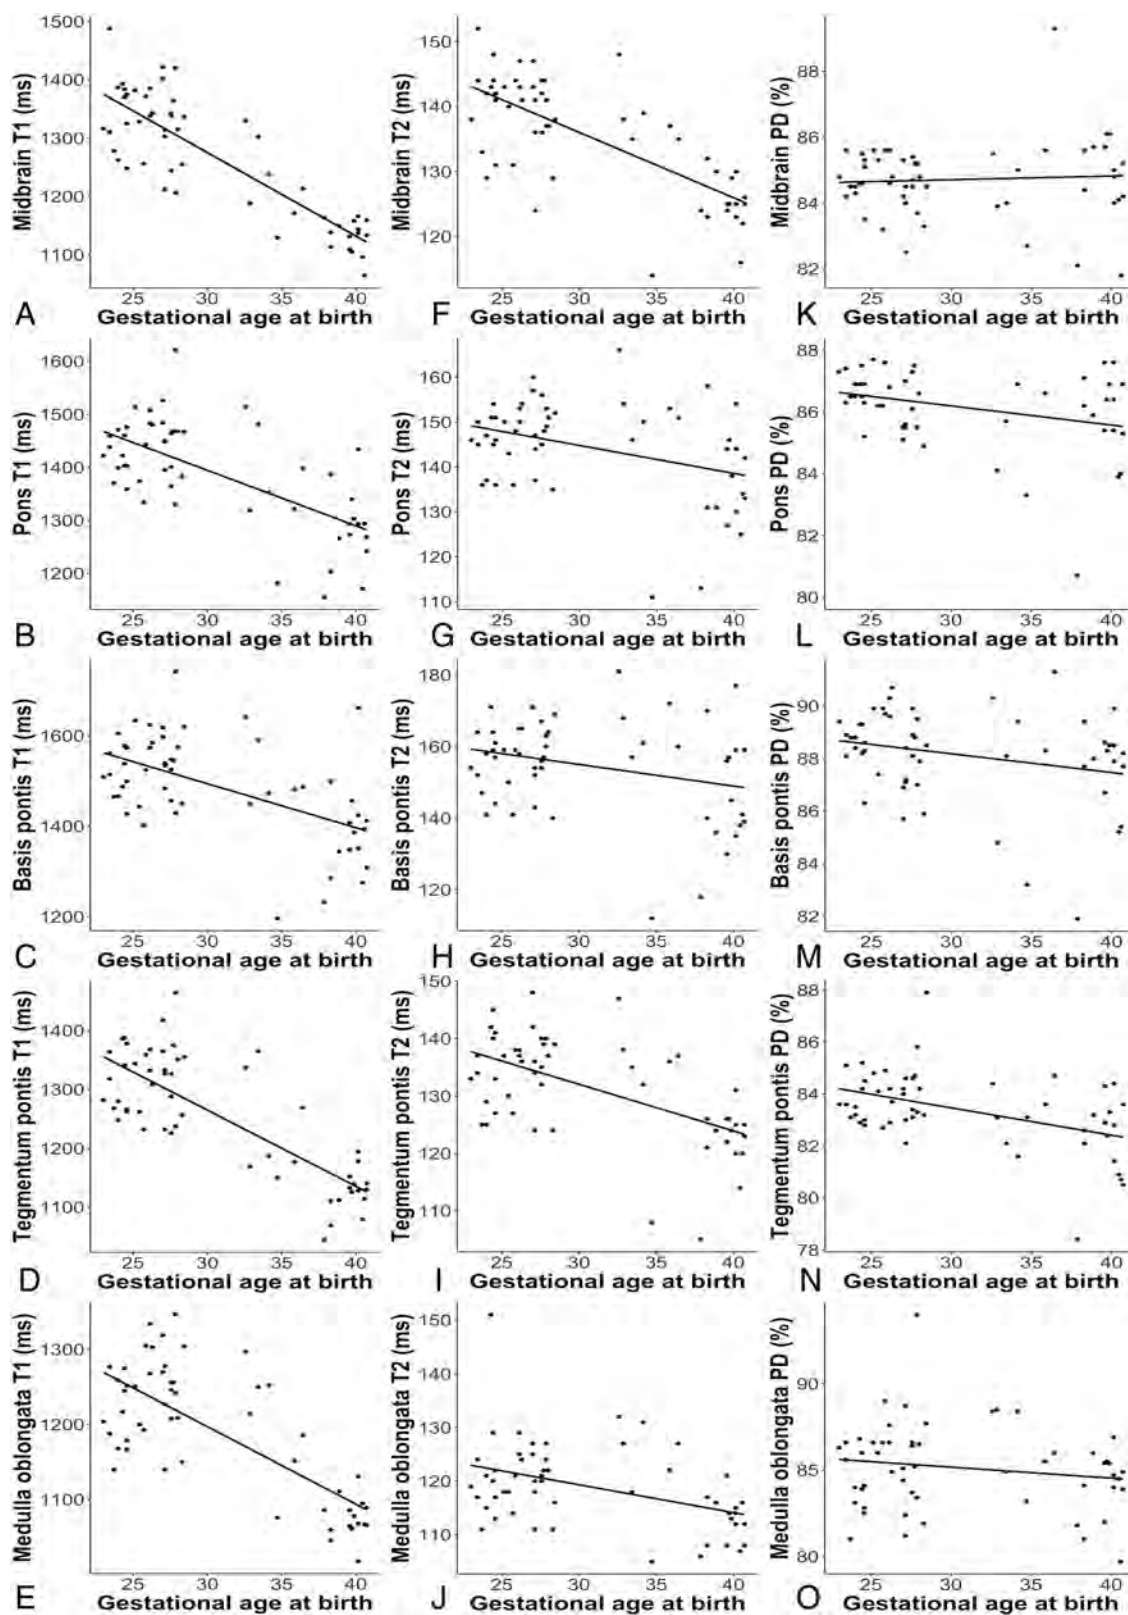 Midbrain T1 (ms)
1500
1400
1300
1200
1100
25 30 35 40
A Gestational age at birth
Midbrain T2 (ms)
150
140
130
120
25 30 35 40
F Gestational age at birth
Midbrain PD (%)
88
86
84
82
25 30 35 40
K Gestational age at birth
Pons T1 (ms)
1600
1500
1400
1300
1200
25 30 35 40
B Gestational age at birth
Pons T2 (ms)
160
150
140
130
120
110
25 30 35 40
G Gestational age at birth
Pons PD (%)
88
86
84
82
80
25 30 35 40
L Gestational age at birth
Basis pontis T1 (ms)
1600
1400
1200
25 30 35 40
C Gestational age at birth
Basis pontis T2 (ms)
180
160
140
120
25 30 35 40
H Gestational age at birth
Basis pontis PD (%)
90
88
86
84
82
25 30 35 40
M Gestational age at birth
Tegmentum pontis T1 (ms)
1400
1300
1200
1100
25 30 35 40
D Gestational age at birth
Tegmentum pontis T2 (ms)
150
140
130
120
110
25 30 35 40
I Gestational age at birth
Tegmentum pontis PD (%)
88
86
84
82
80
78
25 30 35 40
N Gestational age at birth
Medulla oblongata T1 (ms)
1300
1200
1100
25 30 35 40
E Gestational age at birth
Medulla oblongata T2 (ms)
150
140
130
120
110
25 30 35 40
J Gestational age at birth
Medulla oblongata PD (%)
90
85
80
25 30 35 40
O Gestational age at birth